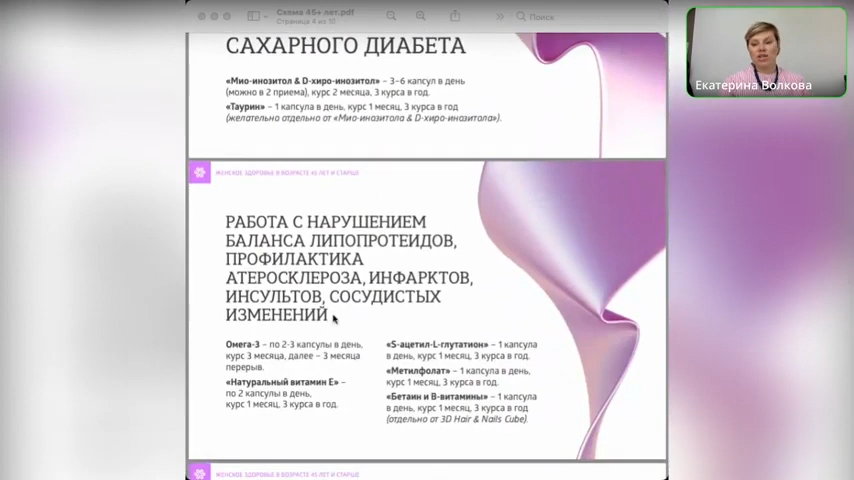 Схема 45+ лет.pdf
Страница 4 из 10
Поиск
Екатерина Волкова
САХАРНОГО ДИАБЕТА
«Мио-инозитол & D-хиро-инозитол» – 3–6 капсул в день
(можно в 2 приема), курс 2 месяца, 3 курса в год.
«Таурин» – 1 капсула в день, курс 1 месяц, 3 курса в год
(желательно отдельно от «Мио-инозитола & D-хиро-инозитола»).
ЖЕНСКОЕ ЗДОРОВЬЕ В ВОЗРАСТЕ 45 ЛЕТ И СТАРШЕ
РАБОТА С НАРУШЕНИЕМ
БАЛАНСА ЛИПОПРОТЕИДОВ,
ПРОФИЛАКТИКА
АТЕРОСКЛЕРОЗА, ИНФАРКТОВ,
ИНСУЛЬТОВ, СОСУДИСТЫХ
ИЗМЕНЕНИЙ
Омега-3 – по 2-3 капсулы в день,
курс 3 месяца, далее – 3 месяца
перерыв.
«Натуральный витамин Е» –
по 2 капсулы в день,
курс 1 месяц, 3 курса в год.
«S-ацетил-L-глутатион» – 1 капсула
в день, курс 1 месяц, 3 курса в год.
«Метилфолат» – 1 капсула в день,
курс 1 месяц, 3 курса в год.
«Бетаин и В-витамины» – 1 капсула
в день, курс 1 месяц, 3 курса в год
(отдельно от 3D Hair & Nails Cube).
ЖЕНСКОЕ ЗДОРОВЬЕ В ВОЗРАСТЕ 45 ЛЕТ И СТАРШЕ